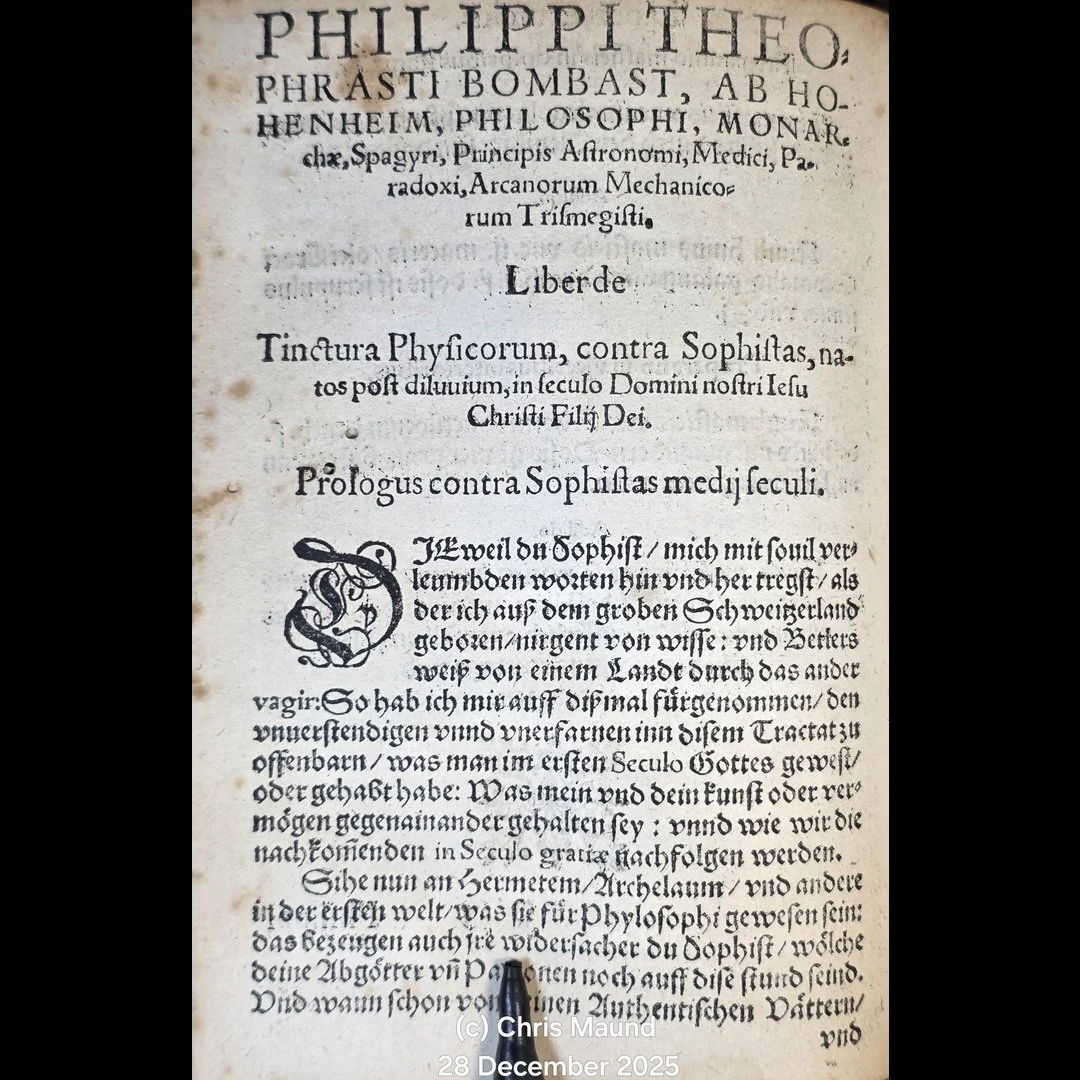 PHILIPPI THEO⸗
PHRASTI BOMBAST, AB HO-
HENHEIM, PHILOSOPHI, MONAR⸗
chæ, Spagyri, Principis Aſtronomi, Medici, Pa⸗
radoxi, Arcanorum Mechanico⸗
rum Triſmegiſti.
Liber de
Tinctura Phyſicorum, contra Sophiſtas, na-
tos poſt diluuium, in ſeculo Domini noſtri Ieſu
Chriſti Filij Dei.
Prologus contra Sophiſtas medij ſeculi.
DJEweil du Sophiſt / mich mit ſouil ver⸗
leumbden worten hin vnd her tregſt / als
der ich auß dem groben Schweitzerland
geboren / nirgent von wiſſe: vnd Betlers
weiß von einem Landt durch das ander
vagir: So hab ich mir auff diß mal fürgenommen / den
vnuerſtendigen vnnd vnerfarnen inn diſem Tractat zu
offenbarn / was man im erſten Seculo Gottes geweſt /
oder gehaßt habe: Was mein vnd dein kunſt oder ver⸗
mögen gegenainander gehalten ſey : vnnd wie wir die
nachkom̃enden in Seculo gratiæ nachfolgen werden.
Sihe nun an Hermetem / Archelaum / vnd andere
in der erſten welt / was ſie für Phyloſophi geweſen ſein:
das bezeugen auch jre widerſacher du Sophiſt / wölche
deine Abgötter vñ noch auff diſe ſtund ſeind.
Vnd wann ſchon Authentiſchen Vättern /
vnd
(c) Chris Maund
28 December 2025